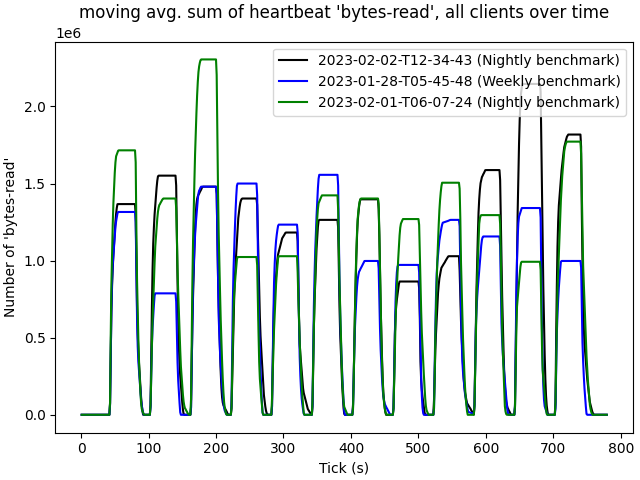 moving avg. sum of heartbeat 'bytes-read', all clients over time
1e6
2023-02-02-T12-34-43 (Nightly benchmark)
2023-01-28-T05-45-48 (Weekly benchmark)
2023-02-01-T06-07-24 (Nightly benchmark)
2.0
1.5
1.0
0.5
0.0
Number of 'bytes-read'
0 100 200 300 400 500 600 700 800
Tick (s)